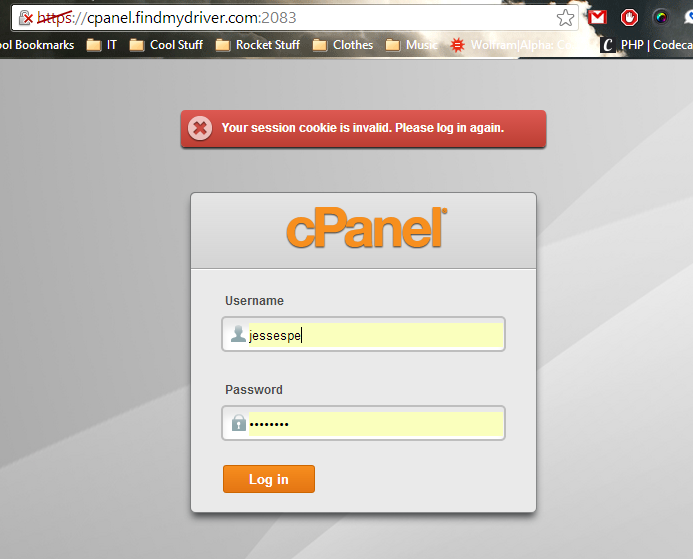 https://cpanel.findmydriver.com:2083
ool Bookmarks IT Cool Stuff Rocket Stuff Clothes Music Wolfram|Alpha: C PHP | Codeca
Your session cookie is invalid. Please log in again.
cPanel®
Username
jessespe
Password
••••••••
Log in